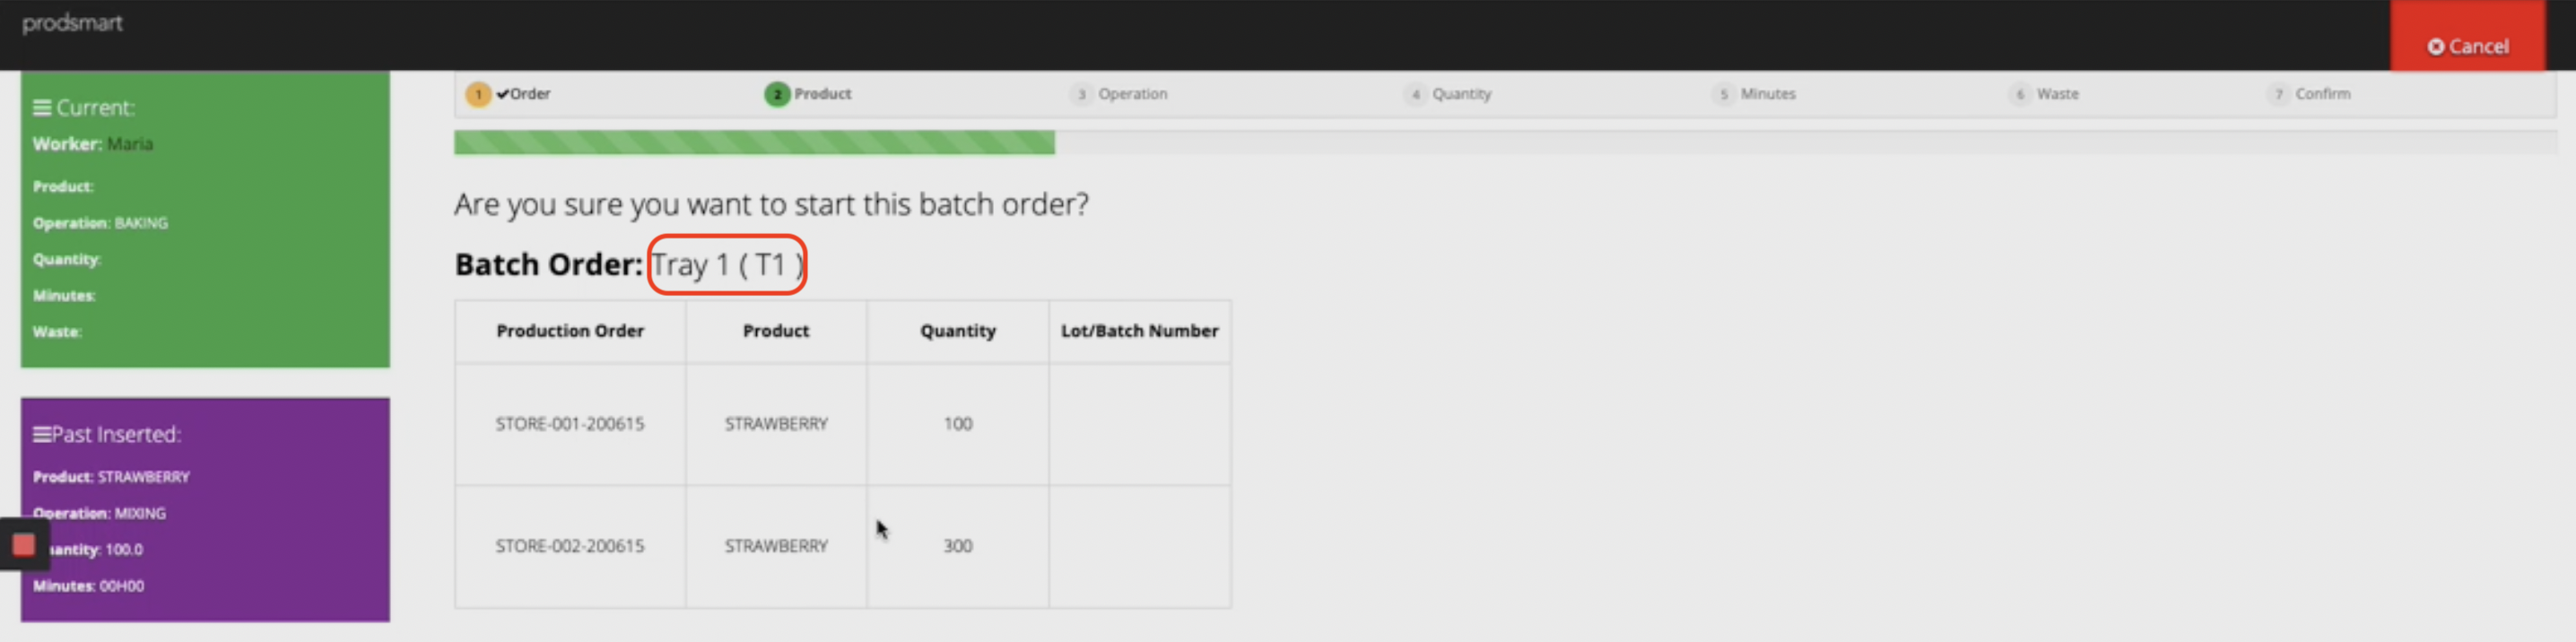 prodsmart
Cancel
Current:
Worker: Maria
Product:
Operation: BAKING
Quantity:
Minutes:
Waste:
Past Inserted:
Product: STRAWBERRY
Operation: MIXING
uantity: 100.0
Minutes: 00H00
1 Order 2 Product 3 Operation 4 Quantity 5 Minutes 6 Waste 7 Confirm
Are you sure you want to start this batch order?
Batch Order: Tray 1 ( T1 )
Production Order Product Quantity Lot/Batch Number
STORE-001-200615 STRAWBERRY 100
STORE-002-200615 STRAWBERRY 300